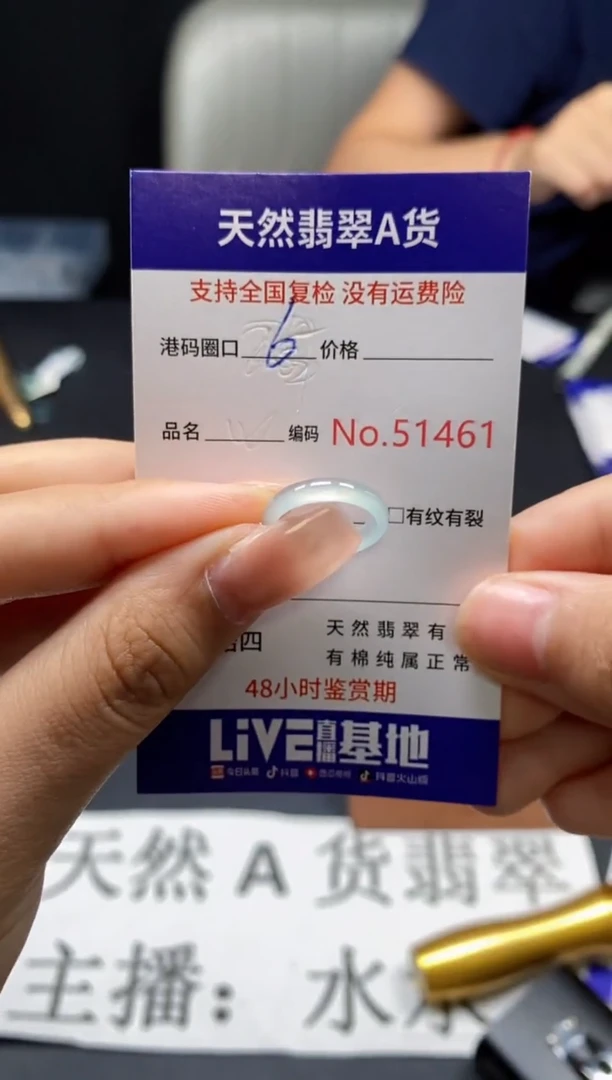 天然翡翠A货
支持全国复检 没有运费险
港码圈口 6 价格
品名 编码 No.51461
□有纹有裂
四
天然翡翠有
有棉纯属正常
48小时鉴赏期
LiVE直播基地
今日头条 抖音 西瓜视频 抖音火山版
天然A货翡翠
主播：水水